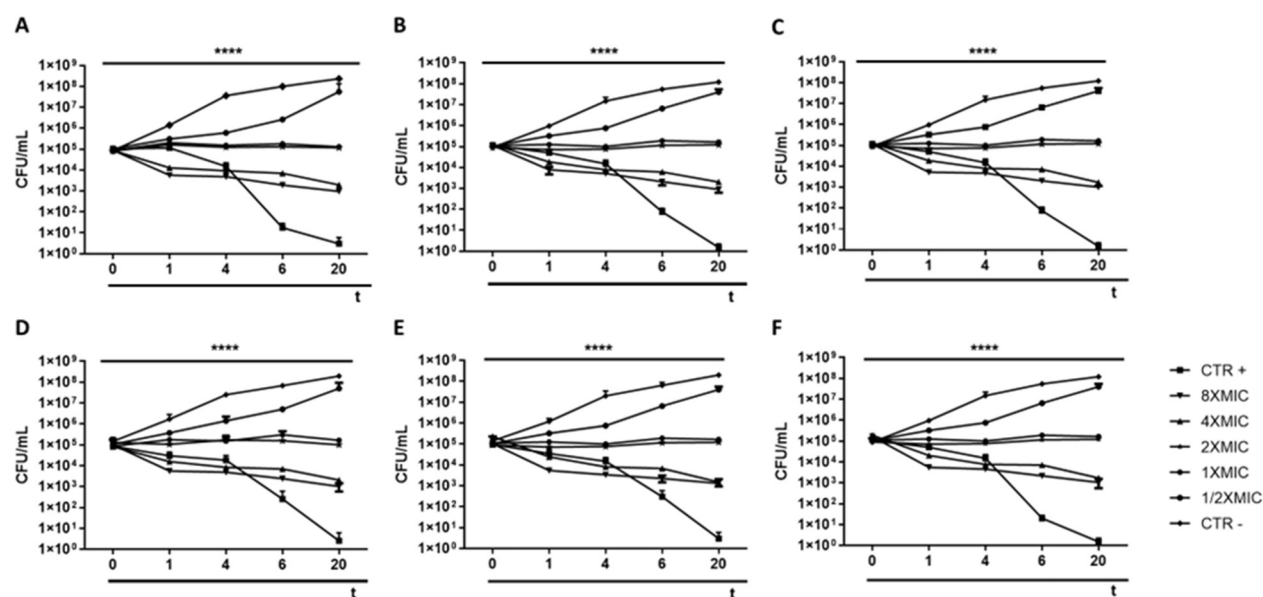 A
****
1×10⁹
1×10⁸
1×10⁷
1×10⁶
1×10⁵
1×10⁴
1×10³
1×10²
1×10¹
1×10⁰
CFU/mL
0 1 4 6 20
t
B
****
1×10⁹
1×10⁸
1×10⁷
1×10⁶
1×10⁵
1×10⁴
1×10³
1×10²
1×10¹
1×10⁰
CFU/mL
0 1 4 6 20
t
C
****
1×10⁹
1×10⁸
1×10⁷
1×10⁶
1×10⁵
1×10⁴
1×10³
1×10²
1×10¹
1×10⁰
CFU/mL
0 1 4 6 20
t
D
****
1×10⁹
1×10⁸
1×10⁷
1×10⁶
1×10⁵
1×10⁴
1×10³
1×10²
1×10¹
1×10⁰
CFU/mL
0 1 4 6 20
t
E
****
1×10⁹
1×10⁸
1×10⁷
1×10⁶
1×10⁵
1×10⁴
1×10³
1×10²
1×10¹
1×10⁰
CFU/mL
0 1 4 6 20
t
F
****
1×10⁹
1×10⁸
1×10⁷
1×10⁶
1×10⁵
1×10⁴
1×10³
1×10²
1×10¹
1×10⁰
CFU/mL
0 1 4 6 20
t
CTR +
8XMIC
4XMIC
2XMIC
1XMIC
1/2XMIC
CTR -